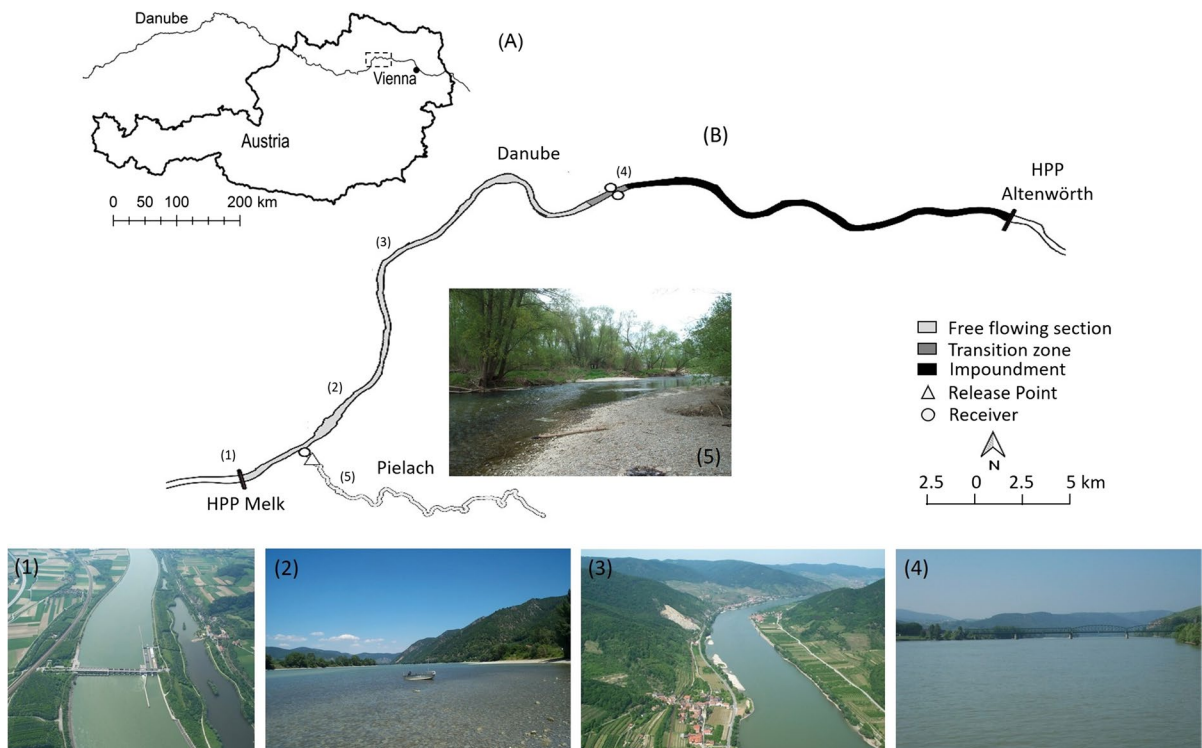 Danube
(A)
Vienna
Austria
0 50 100 200 km
Danube
(4)
(B)
HPP
Altenwörth
(3)
(2)
(1)
HPP Melk
(5)
Pielach
(5)
Free flowing section
Transition zone
Impoundment
Release Point
Receiver
N
2.5 0 2.5 5 km
(1)
(2)
(3)
(4)